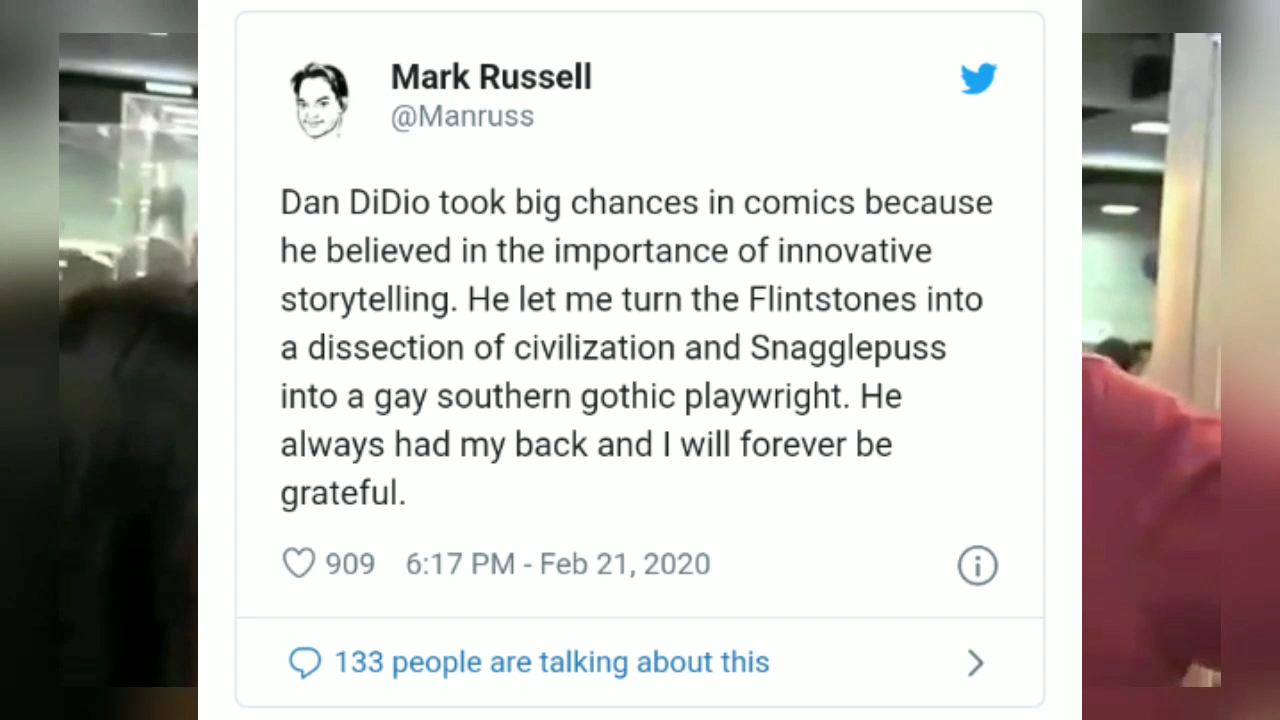 Mark Russell
@Manruss
Dan DiDio took big chances in comics because
he believed in the importance of innovative
storytelling. He let me turn the Flintstones into
a dissection of civilization and Snagglepuss
into a gay southern gothic playwright. He
always had my back and I will forever be
grateful.
909 6:17 PM - Feb 21, 2020
133 people are talking about this